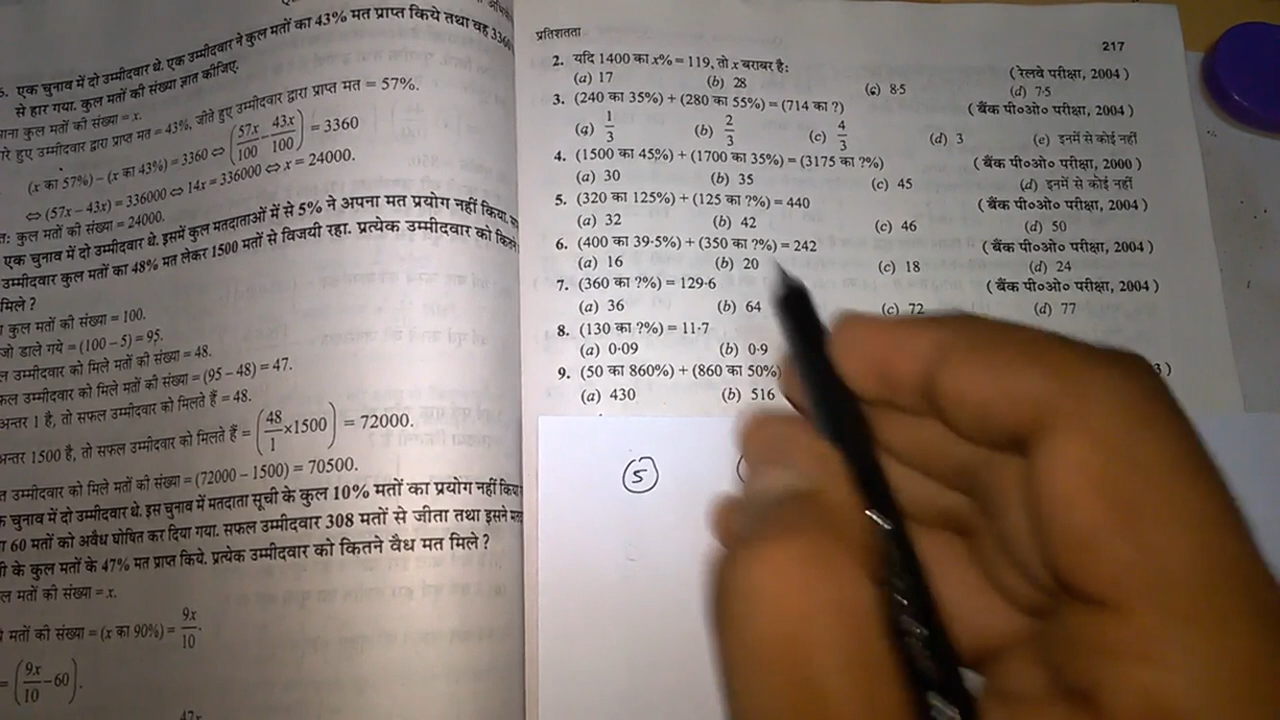 5. एक चुनाव में दो उम्मीदवार थे. एक उम्मीदवार ने कुल मतों का 43% मत प्राप्त किये तथा वह 3360
से हार गया. कुल मतों की संख्या ज्ञात कीजिए.
माना कुल मतों की संख्या = x.
हारे हुए उम्मीदवार द्वारा प्राप्त मत = 43%, जीते हुए उम्मीदवार द्वारा प्राप्त मत = 57%.
(x का 57%) – (x का 43%) = 3360 ⇔ (57x/100 - 43x/100) = 3360
⇔ (57x – 43x) = 336000 ⇔ 14x = 336000 ⇔ x = 24000.
कुल मतों की संख्या = 24000.
एक चुनाव में दो उम्मीदवार थे. इसमें कुल मतदाताओं में से 5% ने अपना मत प्रयोग नहीं किया.
उम्मीदवार कुल मतों का 48% मत लेकर 1500 मतों से विजयी रहा. प्रत्येक उम्मीदवार को कितने
मिले ?
कुल मतों की संख्या = 100.
जो डाले गये = (100 – 5) = 95.
उम्मीदवार को मिले मतों की संख्या = 48.
उम्मीदवार को मिले मतों की संख्या = (95 – 48) = 47.
अन्तर 1 है, तो सफल उम्मीदवार को मिलते हैं = 48.
अन्तर 1500 है, तो सफल उम्मीदवार को मिलते हैं = (48/1 × 1500) = 72000.
उम्मीदवार को मिले मतों की संख्या = (72000 – 1500) = 70500.
चुनाव में मतदाता सूची के कुल 10% मतों का प्रयोग नहीं किया
60 मतों को अवैध घोषित कर दिया गया. सफल उम्मीदवार 308 मतों से जीता तथा इसने
के कुल मतों के 47% मत प्राप्त किये. प्रत्येक उम्मीदवार को कितने वैध मत मिले ?
मतों की संख्या = x.
मतों की संख्या = (x का 90%) = 9x/10.
= (9x/10 – 60).
47x
प्रतिशतता 217
2. यदि 1400 का x% = 119, तो x बराबर है: (रेलवे परीक्षा, 2004)
(a) 17 (b) 28 (c) 8·5 (d) 7·5
3. (240 का 35%) + (280 का 55%) = (714 का ?) (बैंक पी०ओ० परीक्षा, 2004)
(a) 1/3 (b) 2/3 (c) 4/3 (d) 3 (e) इनमें से कोई नहीं
4. (1500 का 45%) + (1700 का 35%) = (3175 का ?%) (बैंक पी०ओ० परीक्षा, 2000)
(a) 30 (b) 35 (c) 45 (d) इनमें से कोई नहीं
5. (320 का 125%) + (125 का ?%) = 440 (बैंक पी०ओ० परीक्षा, 2004)
(a) 32 (b) 42 (c) 46 (d) 50
6. (400 का 39·5%) + (350 का ?%) = 242 (बैंक पी०ओ० परीक्षा, 2004)
(a) 16 (b) 20 (c) 18 (d) 24
7. (360 का ?%) = 129·6 (बैंक पी०ओ० परीक्षा, 2004)
(a) 36 (b) 64 (c) 72 (d) 77
8. (130 का ?%) = 11·7
(a) 0·09 (b) 0·9
9. (50 का 860%) + (860 का 50%) 3)
(a) 430 (b) 516
5